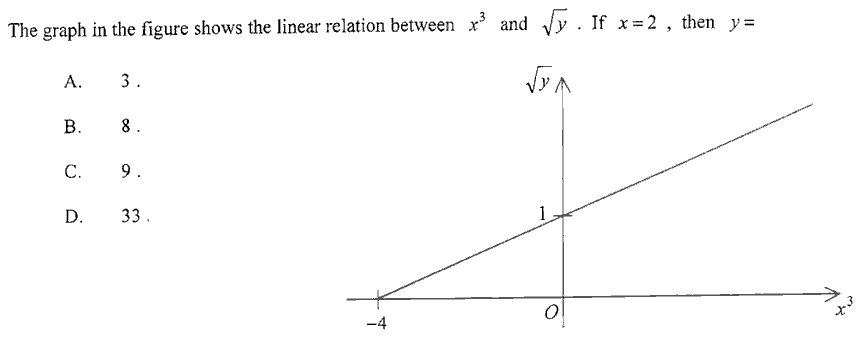 The graph in the figure shows the linear relation between x³ and √y . If x = 2 , then y =
A. 3 .
B. 8 .
C. 9 .
D. 33 .
√y
1
-4
O
x³